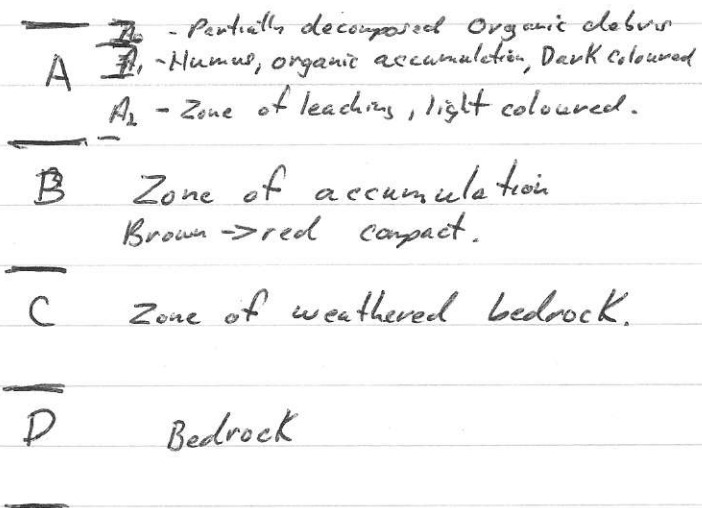 A₀ - Partially decomposed Organic debris
A A₁ - Humus, organic accumulation, Dark coloured
A₂ - Zone of leaching, light coloured.
B Zone of accumulation
Brown -> red compact.
C Zone of weathered bedrock.
D Bedrock